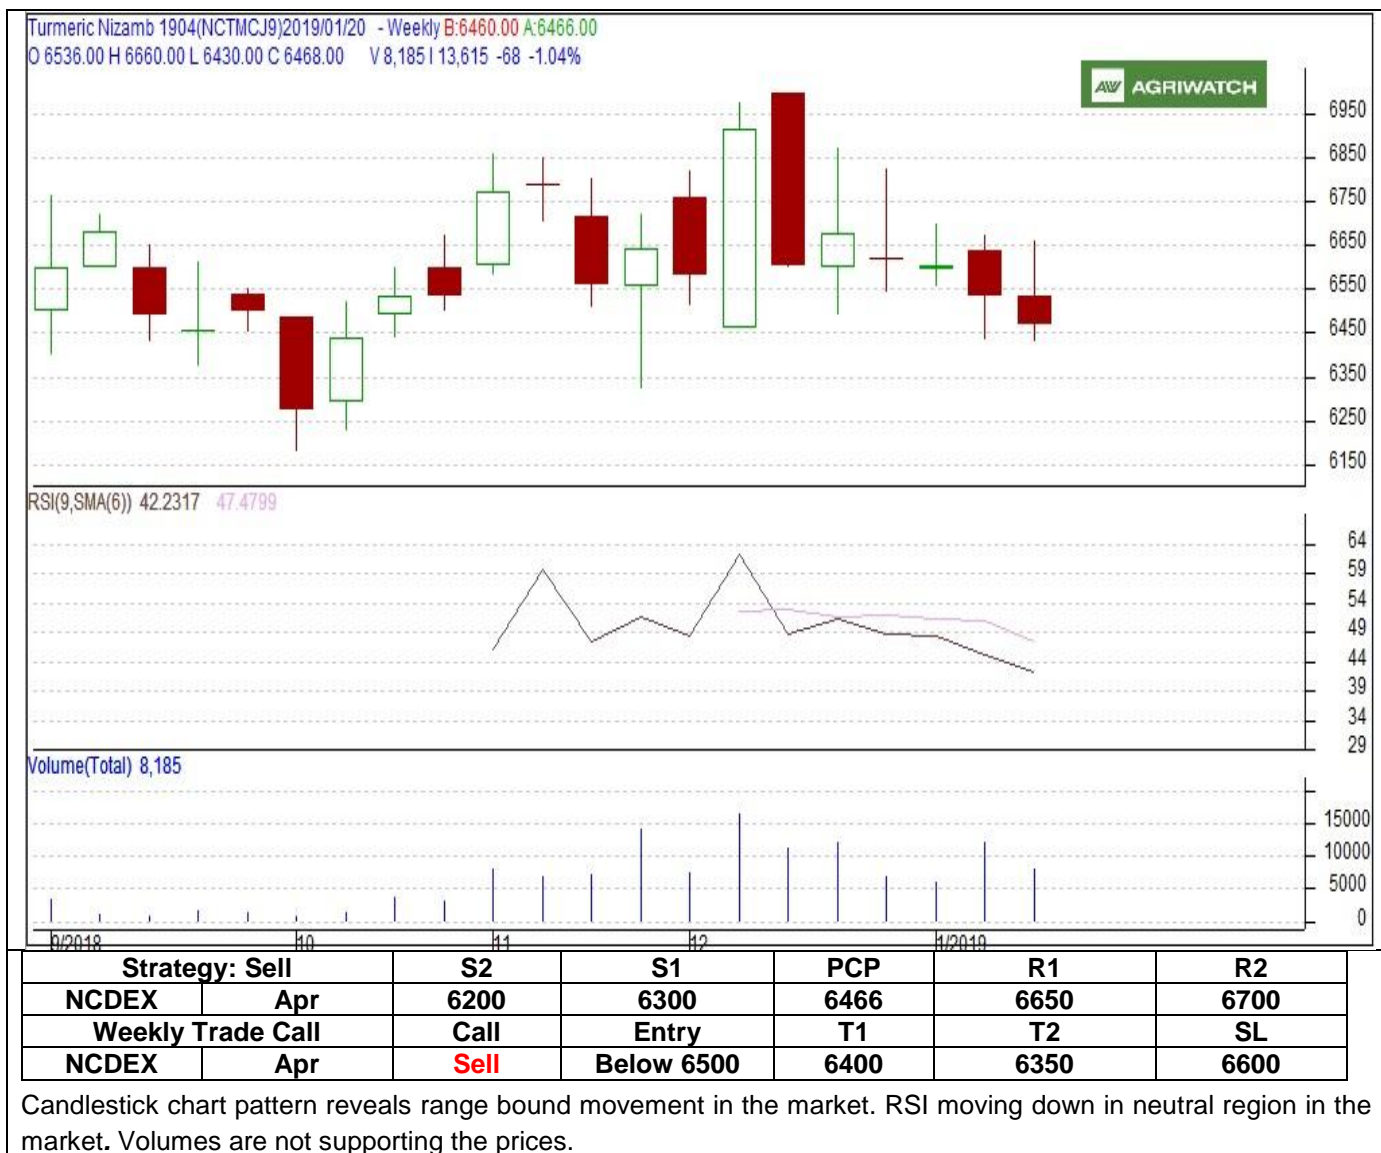 Turmeric Nizamb 1904(NCTMCJ9)2019/01/20 - Weekly B:6460.00 A:6466.00
O 6536.00 H 6660.00 L 6430.00 C 6468.00 V 8,185 I 13,615 -68 -1.04%
AW AGRIWATCH
6950
6850
6750
6650
6550
6450
6350
6250
6150
RSI(9,SMA(6)) 42.2317 47.4799
64
59
54
49
44
39
34
29
Volume(Total) 8,185
15000
10000
5000
0
9/2018 10 11 12 1/2019
Strategy: Sell S2 S1 PCP R1 R2
NCDEX Apr 6200 6300 6466 6650 6700
Weekly Trade Call Call Entry T1 T2 SL
NCDEX Apr Sell Below 6500 6400 6350 6600
Candlestick chart pattern reveals range bound movement in the market. RSI moving down in neutral region in the
market. Volumes are not supporting the prices.